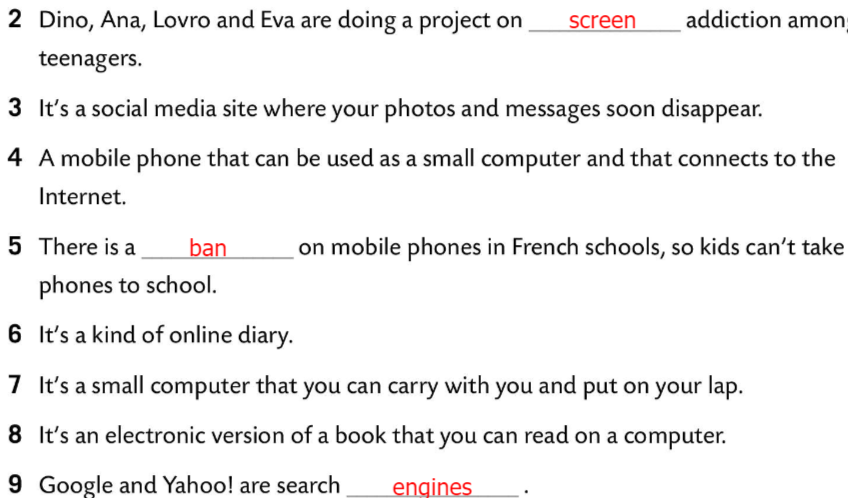 2 Dino, Ana, Lovro and Eva are doing a project on screen addiction among
teenagers.
3 It's a social media site where your photos and messages soon disappear.
4 A mobile phone that can be used as a small computer and that connects to the
Internet.
5 There is a ban on mobile phones in French schools, so kids can't take
phones to school.
6 It's a kind of online diary.
7 It's a small computer that you can carry with you and put on your lap.
8 It's an electronic version of a book that you can read on a computer.
9 Google and Yahoo! are search engines .